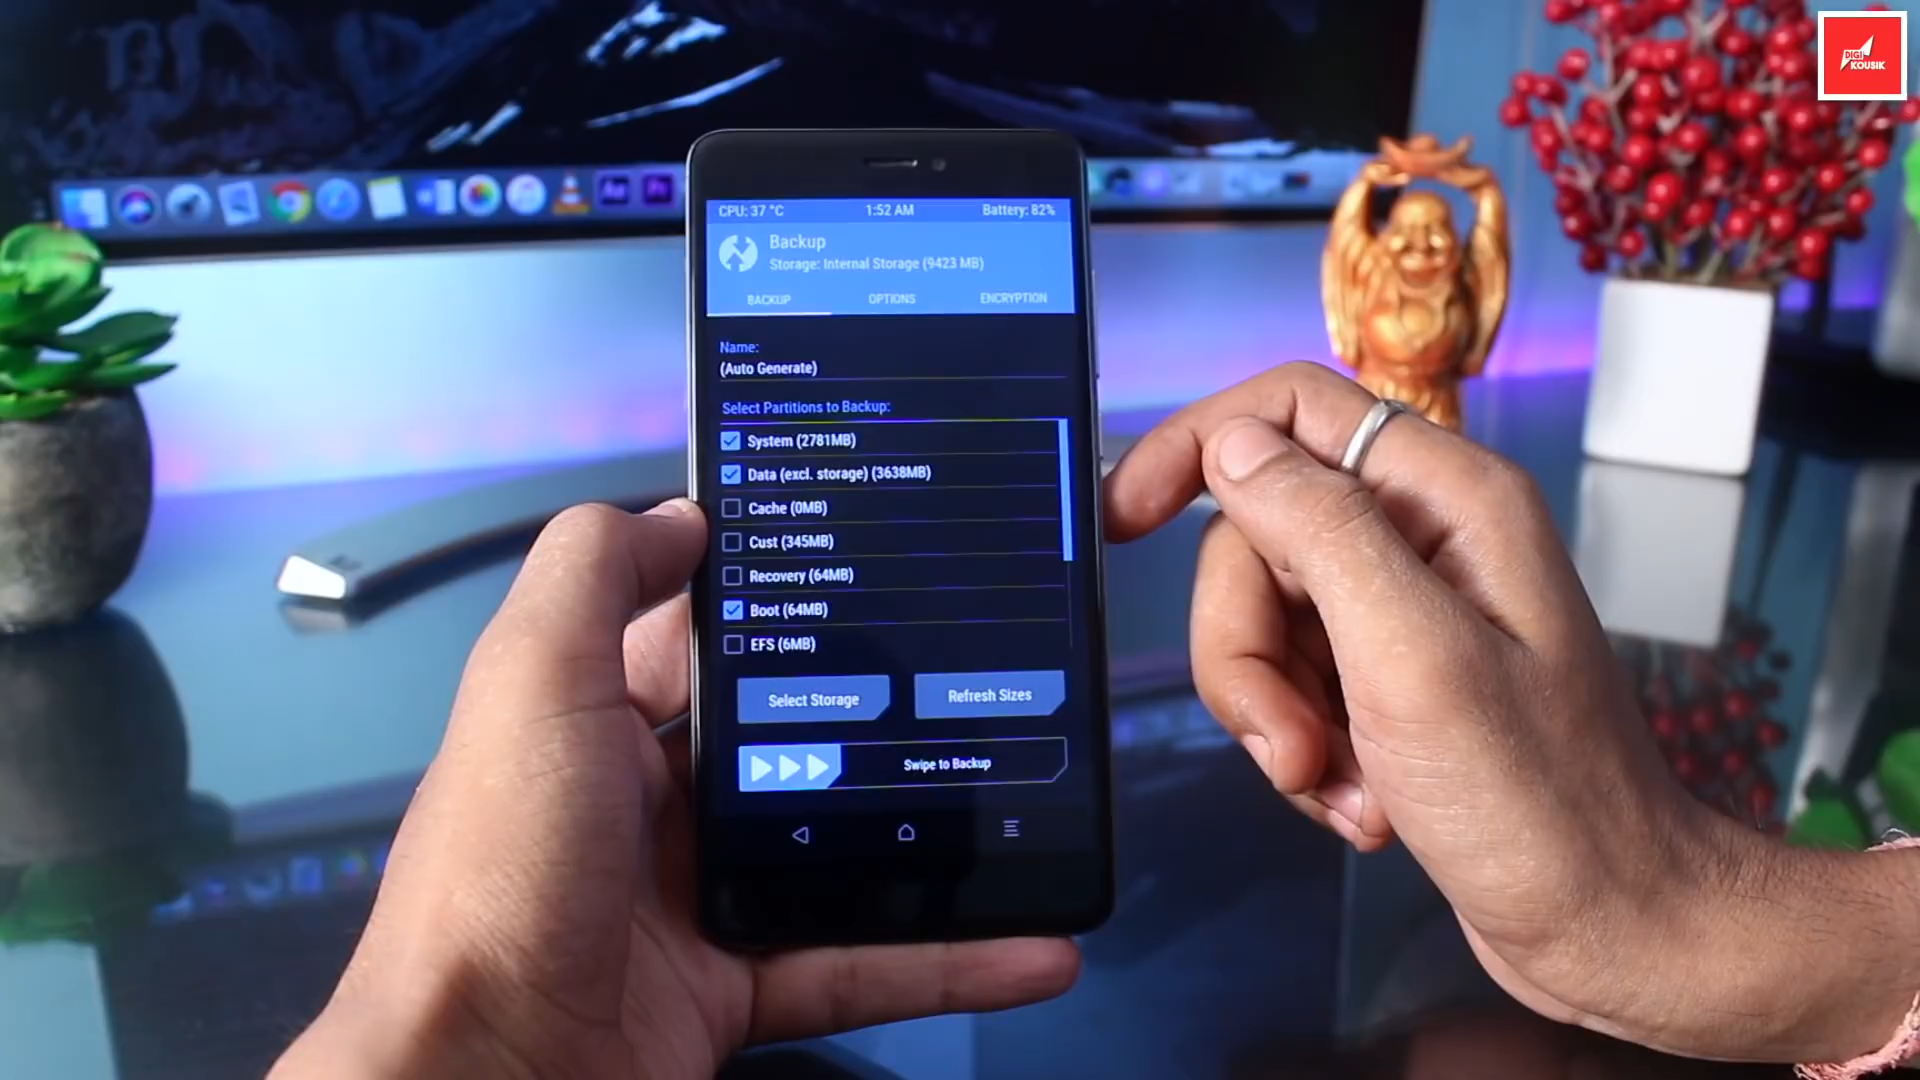 DIGI
KOUSIK
Ae
Pr
CPU: 37 °C
1:52 AM
Battery: 82%
Backup
Storage: Internal Storage (9423 MB)
BACKUP
OPTIONS
ENCRYPTION
Name:
(Auto Generate)
Select Partitions to Backup:
System (2781MB)
Data (excl. storage) (3638MB)
Cache (0MB)
Cust (345MB)
Recovery (64MB)
Boot (64MB)
EFS (6MB)
Select Storage
Refresh Sizes
Swipe to Backup